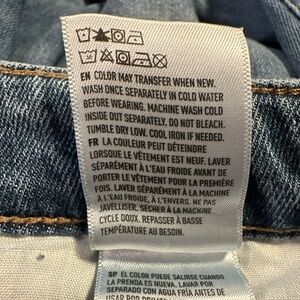 EN COLOR MAY TRANSFER WHEN NEW.
WASH ONCE SEPARATELY IN COLD WATER
BEFORE WEARING. MACHINE WASH COLD
INSIDE OUT SEPARATELY. DO NOT BLEACH.
TUMBLE DRY LOW. COOL IRON IF NEEDED.
FR LA COULEUR PEUT DÉTEINDRE
LORSQUE LE VÊTEMENT EST NEUF. LAVER
SÉPARÉMENT À L'EAU FROIDE AVANT DE
PORTER LE VÊTEMENT POUR LA PREMIÈRE
FOIS. LAVER SÉPARÉMENT À LA MACHINE
À L'EAU FROIDE, À L'ENVERS. NE PAS
JAVELLISER. SÉCHER À LA MACHINE,
CYCLE DOUX. REPASSER À BASSE
TEMPÉRATURE AU BESOIN.
SP EL COLOR PUEDE SALIRSE CUANDO
LA PRENDA ES NUEVA. LAVAR POR
SEPARADO CON AGUA FRÍA ANTES DE
USAR POR